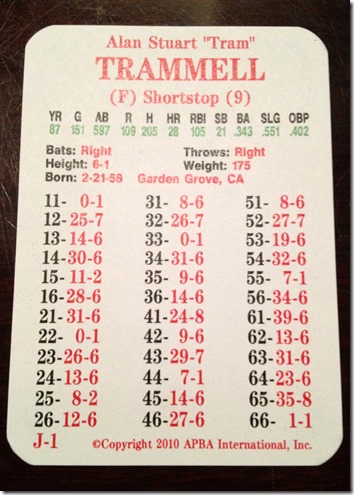 Alan Stuart "Tram"
TRAMMELL
(F) Shortstop (9)
YR G AB R H HR RBI SB BA SLG OBP
87 151 597 109 205 28 105 21 .343 .551 .402
Bats: Right Throws: Right
Height: 6-1 Weight: 175
Born: 2-21-58 Garden Grove, CA
11- 0-1 31- 8-6 51- 8-6
12- 25-7 32- 26-7 52- 27-7
13- 14-6 33- 0-1 53- 19-6
14- 30-6 34- 31-6 54- 32-6
15- 11-2 35- 9-6 55- 7-1
16- 28-6 36- 14-6 56- 34-6
21- 31-6 41- 24-8 61- 39-6
22- 0-1 42- 9-6 62- 13-6
23- 26-6 43- 29-7 63- 31-6
24- 13-6 44- 7-1 64- 23-6
25- 8-2 45- 14-6 65- 35-8
26- 12-6 46- 27-6 66- 1-1
J-1 ©Copyright 2010 APBA International, Inc.